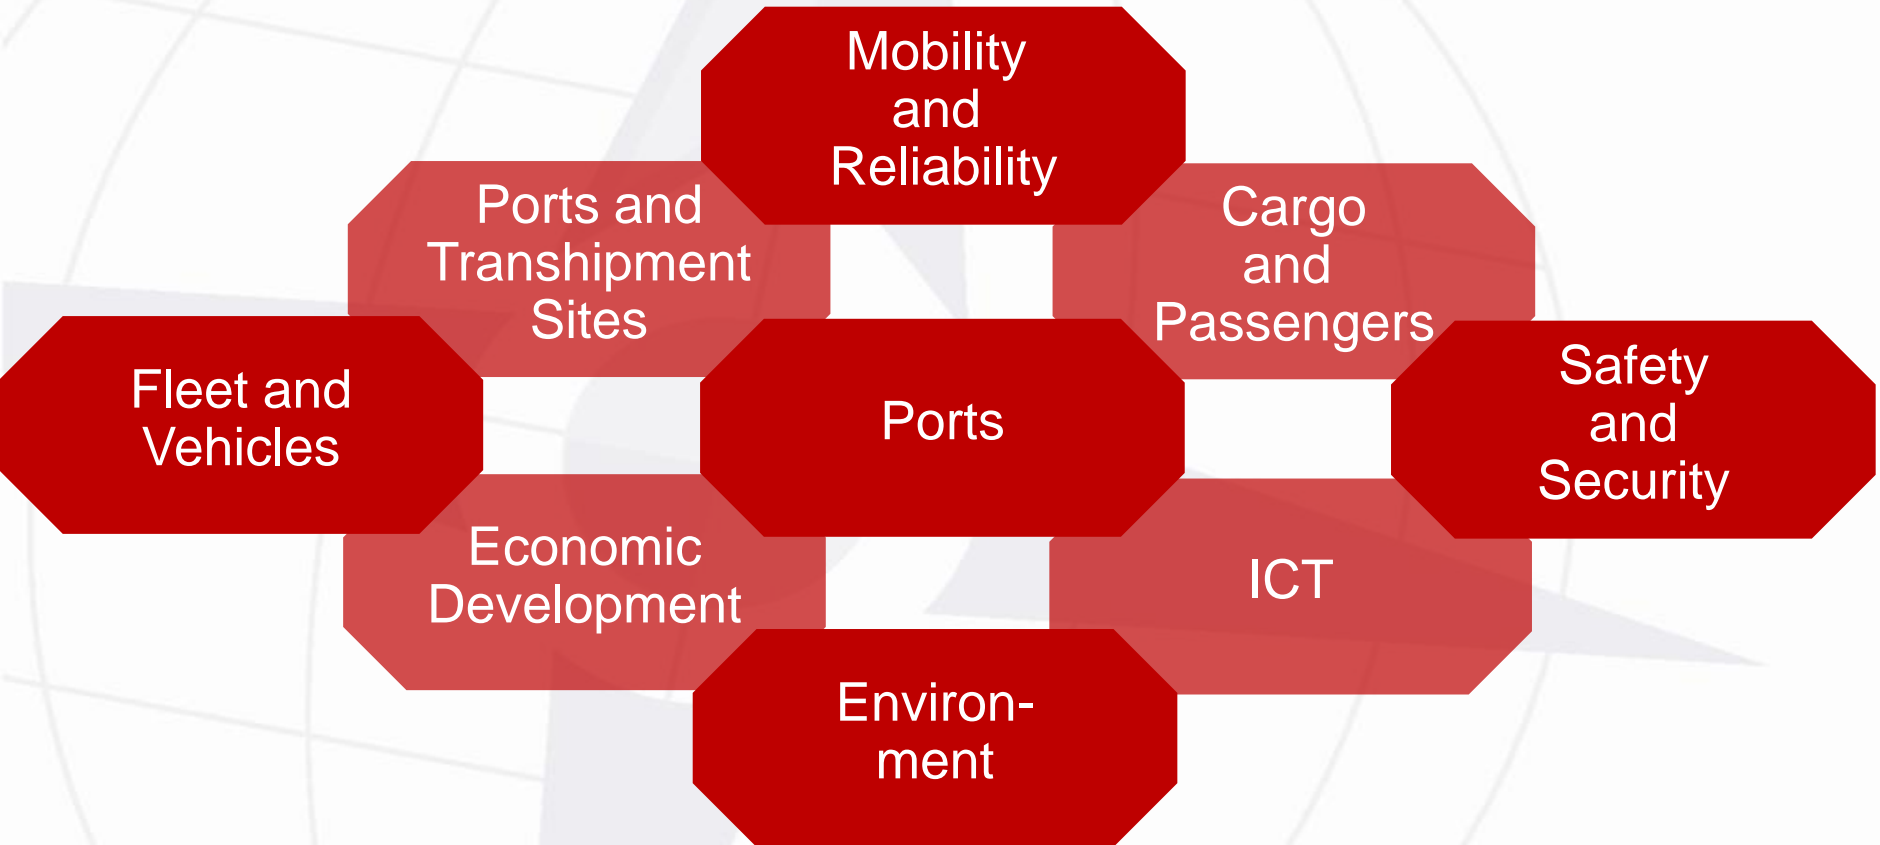 Mobility
and
Reliability
Ports and
Transhipment
Sites
Cargo
and
Passengers
Fleet and
Vehicles
Ports
Safety
and
Security
Economic
Development
ICT
Environ-
ment